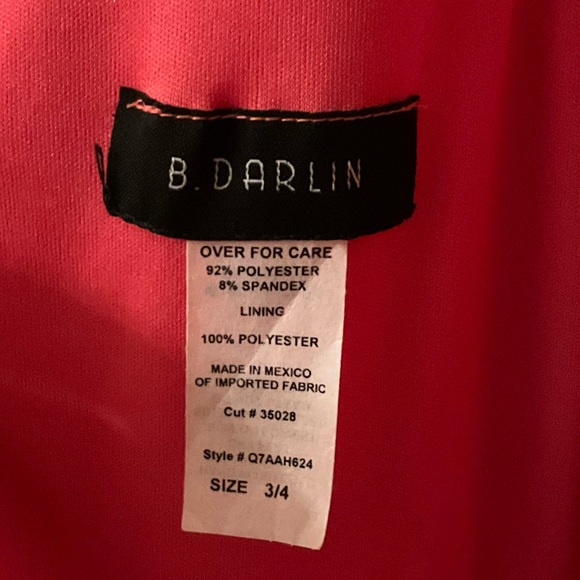 B. DARLIN
OVER FOR CARE
92% POLYESTER
8% SPANDEX
LINING
100% POLYESTER
MADE IN MEXICO
OF IMPORTED FABRIC
Cut # 35028
Style # Q7AAH624
SIZE 3/4